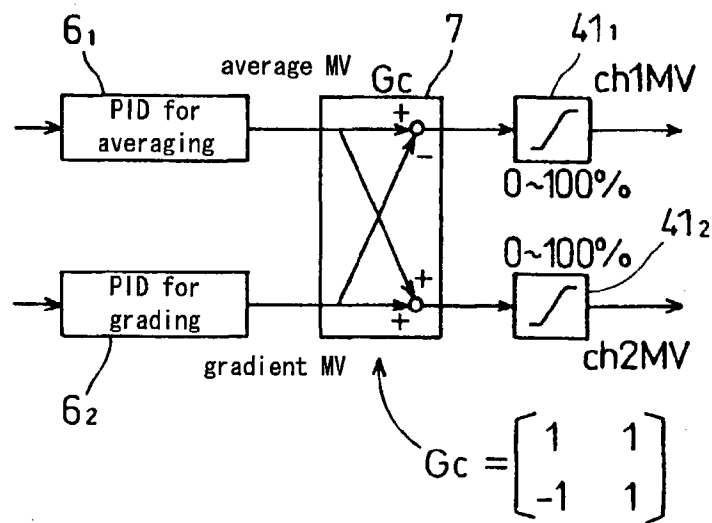 6₁
average MV
7
41₁
ch1MV
Gc
PID for
averaging
+
−
0~100%
0~100%
41₂
PID for
grading
+
+
ch2MV
gradient MV
6₂
Gc = [1 1
-1 1]